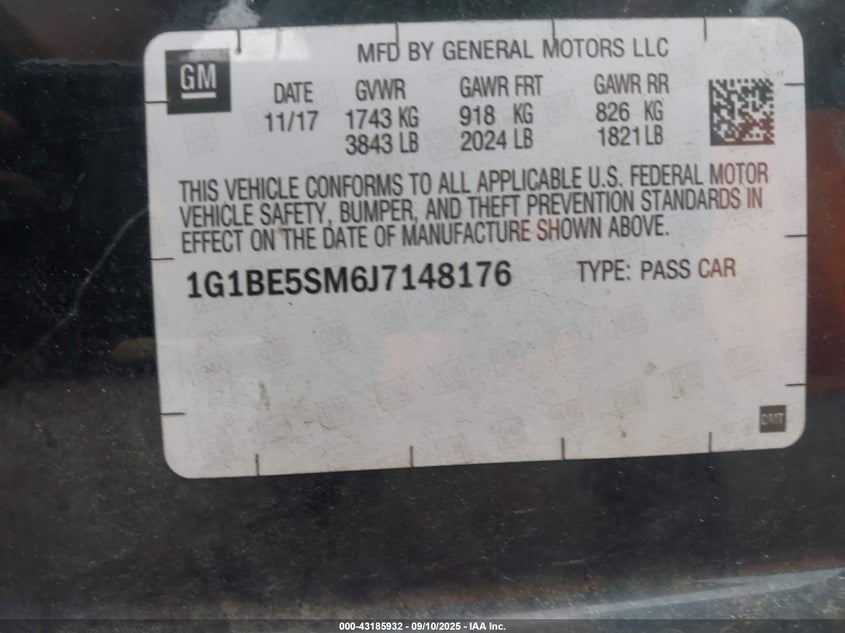 MFD BY GENERAL MOTORS LLC
GM
DATE GVWR GAWR FRT GAWR RR
11/17 1743 KG 918 KG 826 KG
3843 LB 2024 LB 1821 LB
THIS VEHICLE CONFORMS TO ALL APPLICABLE U.S. FEDERAL MOTOR
VEHICLE SAFETY, BUMPER, AND THEFT PREVENTION STANDARDS IN
EFFECT ON THE DATE OF MANUFACTURE SHOWN ABOVE.
1G1BE5SM6J7148176 TYPE: PASS CAR
000-43185932 - 09/10/2025 - IAA Inc.